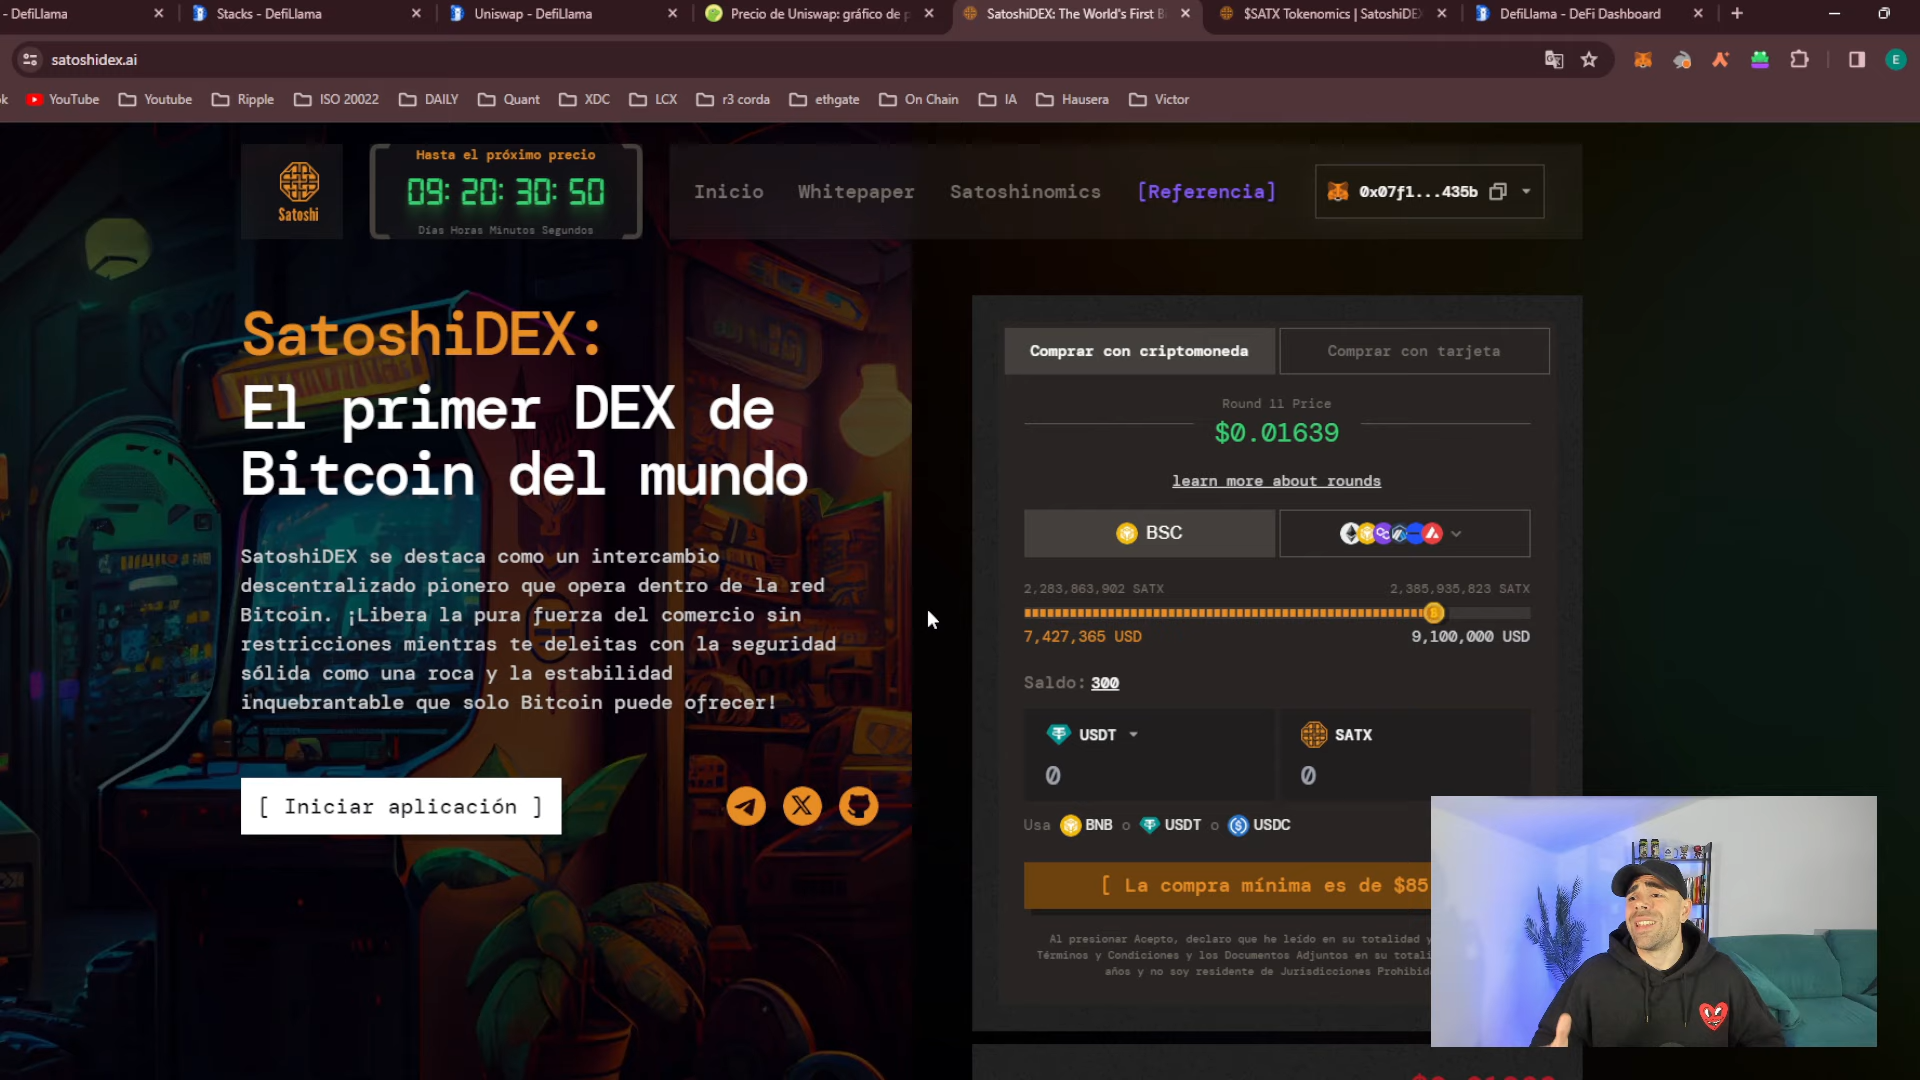 - DefiLlama
Stacks - DefiLlama
Uniswap - DefiLlama
Precio de Uniswap: gráfico de p
SatoshiDEX: The World's First B
$SATX Tokenomics | SatoshiDEX
DefiLlama - DeFi Dashboard
satoshidex.ai
E
k
YouTube
Youtube
Ripple
ISO 20022
DAILY
Quant
XDC
LCX
r3 corda
ethgate
On Chain
IA
Hausera
Victor
Satoshi
Hasta el próximo precio
09: 20: 30: 50
Días Horas Minutos Segundos
Inicio
Whitepaper
Satoshinomics
[Referencia]
0x07f1...435b
SatoshiDEX:
El primer DEX de
Bitcoin del mundo
SatoshiDEX se destaca como un intercambio
descentralizado pionero que opera dentro de la red
Bitcoin. ¡Libera la pura fuerza del comercio sin
restricciones mientras te deleitas con la seguridad
sólida como una roca y la estabilidad
inquebrantable que solo Bitcoin puede ofrecer!
[ Iniciar aplicación ]
Comprar con criptomoneda
Comprar con tarjeta
Round 11 Price
$0.01639
learn more about rounds
BSC
2,283,863,902 SATX
2,385,935,823 SATX
7,427,365 USD
9,100,000 USD
Saldo: 300
USDT
0
SATX
0
Usa BNB o USDT o USDC
[ La compra mínima es de $85
Al presionar Acepto, declaro que he leído en su totalidad y
Términos y Condiciones y los Documentos Adjuntos en su totali
años y no soy residente de Jurisdicciones Prohibid